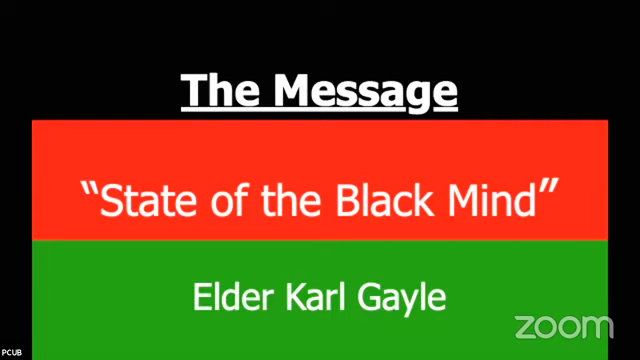 The Message
“State of the Black Mind”
Elder Karl Gayle
zoom
PCUB